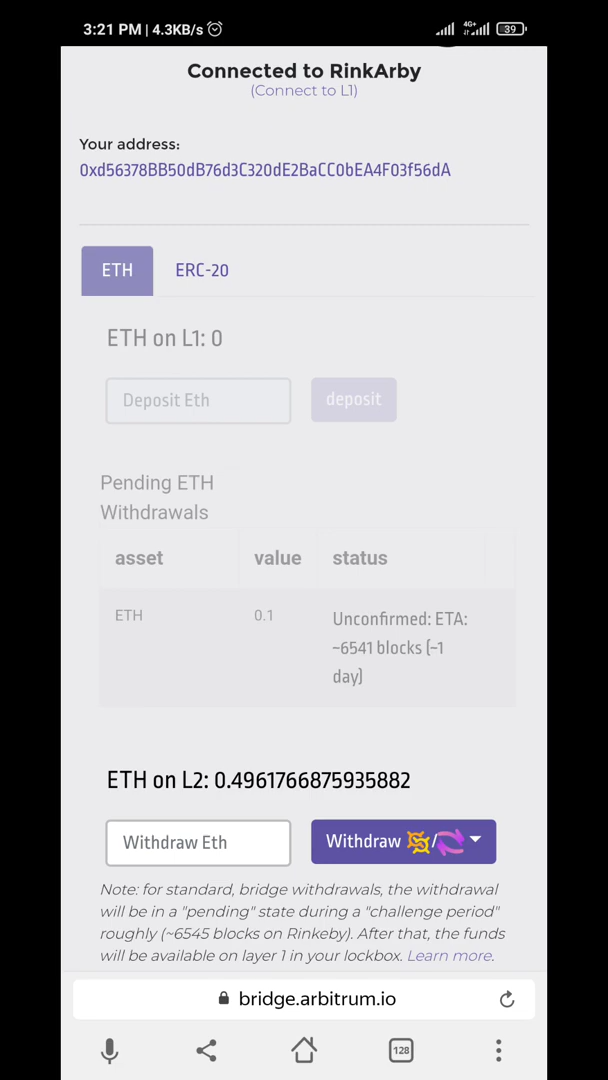 3:21 PM | 4.3KB/s
4G+
39
Connected to RinkArby
(Connect to L1)
Your address:
0xd56378BB50dB76d3C320dE2BaCC0bEA4F03f56dA
ETH ERC-20
ETH on L1: 0
Deposit Eth deposit
Pending ETH
Withdrawals
asset value status
ETH 0.1 Unconfirmed: ETA:
~6541 blocks (~1
day)
ETH on L2: 0.4961766875935882
Withdraw Eth Withdraw /
Note: for standard, bridge withdrawals, the withdrawal
will be in a "pending" state during a "challenge period"
roughly (~6545 blocks on Rinkeby). After that, the funds
will be available on layer 1 in your lockbox. Learn more.
bridge.arbitrum.io
128